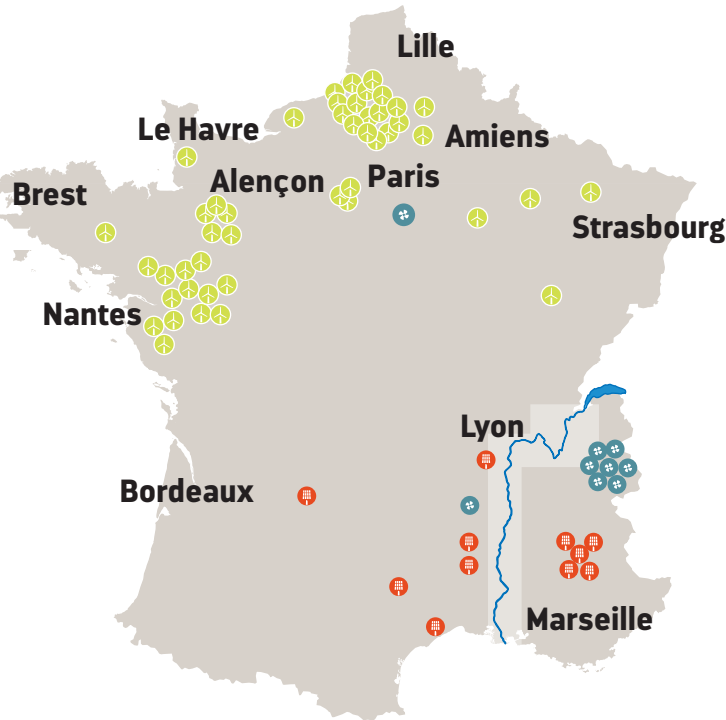 Lille
Le Havre
Amiens
Paris
Alençon
Brest
Strasbourg
Nantes
Lyon
Bordeaux
Marseille